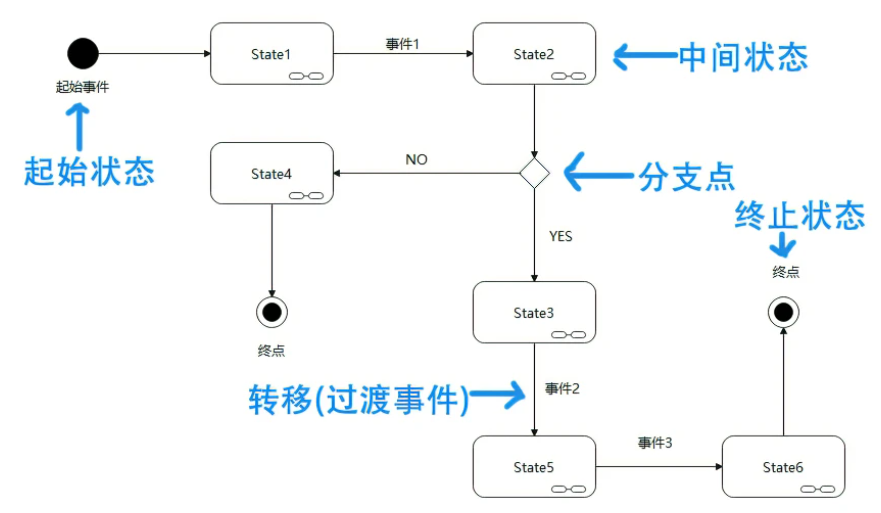 State1
事件1
State2
中间状态
起始事件
起始状态
State4
NO
分支点
终止状态
YES
终点
State3
终点
转移(过渡事件)
事件2
事件3
State5
State6